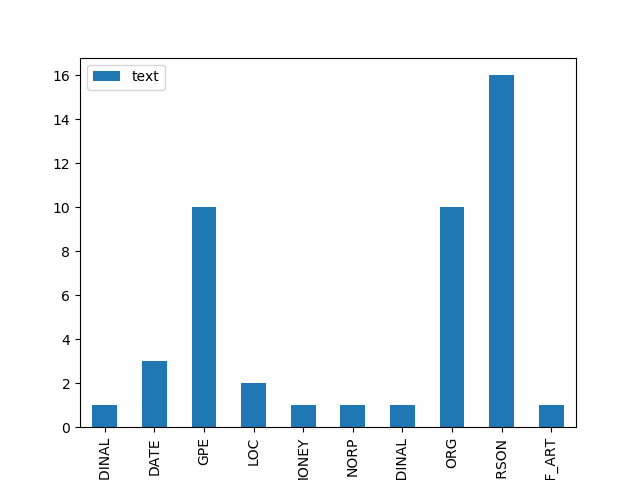 text
16
14
12
10
8
6
4
2
0
DINAL
DATE
GPE
LOC
IONEY
NORP
DINAL
ORG
RSON
F_ART